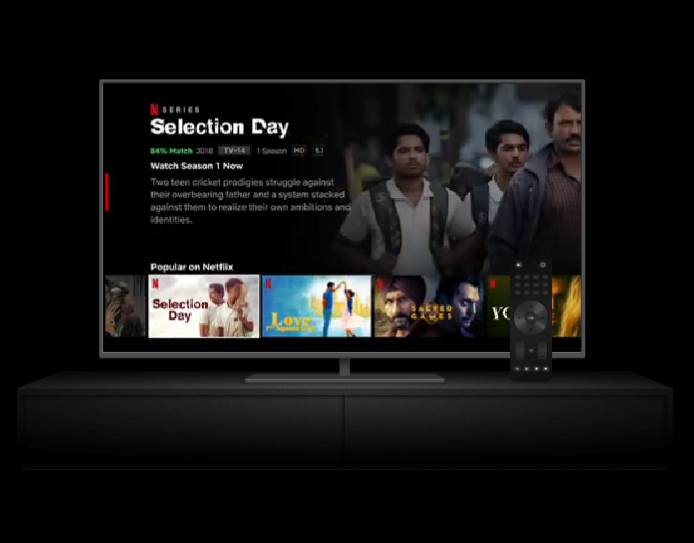 N SERIES
Selection Day
84% Match 2018 TV-14 1 Season HD 5.1
Watch Season 1 Now
Two teen cricket prodigies struggle against
their overbearing father and a system stacked
against them to realize their own ambitions and
identities.
Popular on Netflix
N
Selection
Day
N
Love
N
SACRED
GAMES
N
YO